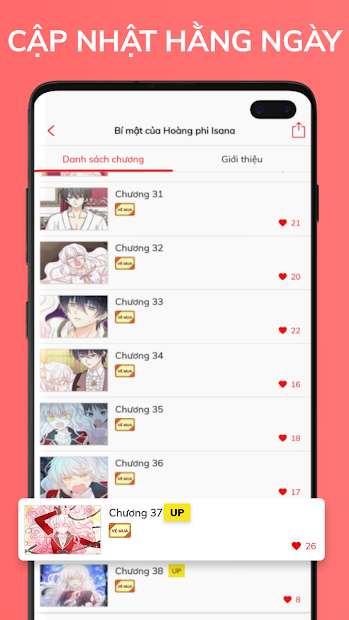 CẬP NHẬT HẰNG NGÀY
Bí mật của Hoàng phi Isana
Danh sách chương
Giới thiệu
Chương 31
VÉ MUA
21
Chương 32
VÉ MUA
20
Chương 33
VÉ MUA
22
Chương 34
VÉ MUA
16
Chương 35
VÉ MUA
18
Chương 36
VÉ MUA
17
Chương 37 UP
VÉ MUA
26
Chương 38 UP
VÉ MUA
8